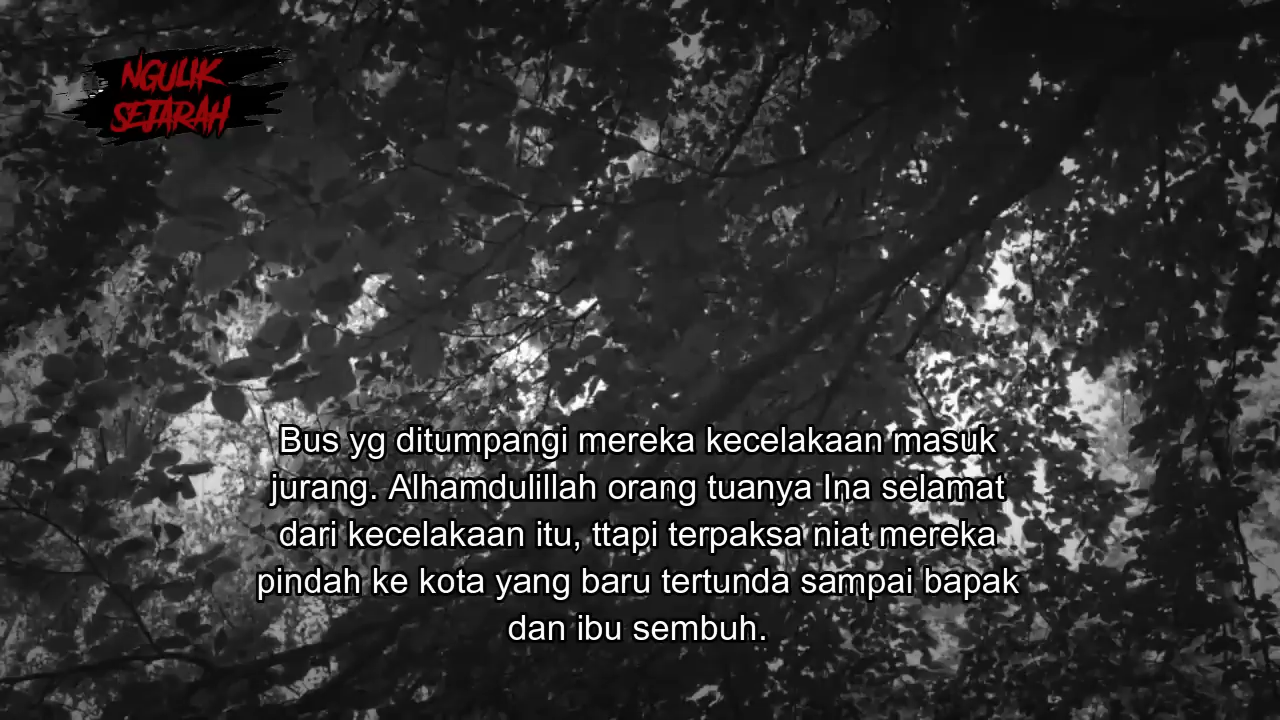 NGULIK
SEJARAH
Bus yg ditumpangi mereka kecelakaan masuk
jurang. Alhamdulillah orang tuanya Ina selamat
dari kecelakaan itu, ttapi terpaksa niat mereka
pindah ke kota yang baru tertunda sampai bapak
dan ibu sembuh.